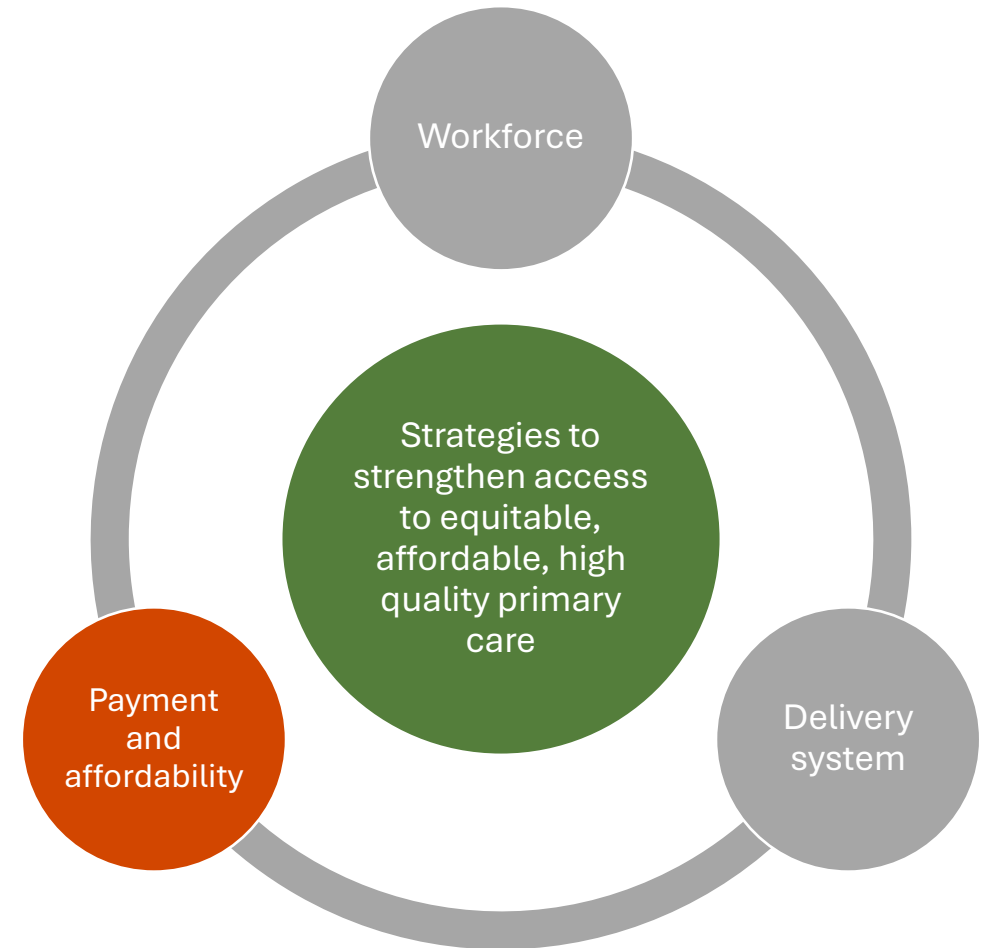 Workforce
Strategies to
strengthen access
to equitable,
affordable, high
quality primary
care
Payment
and
affordability
Delivery
system